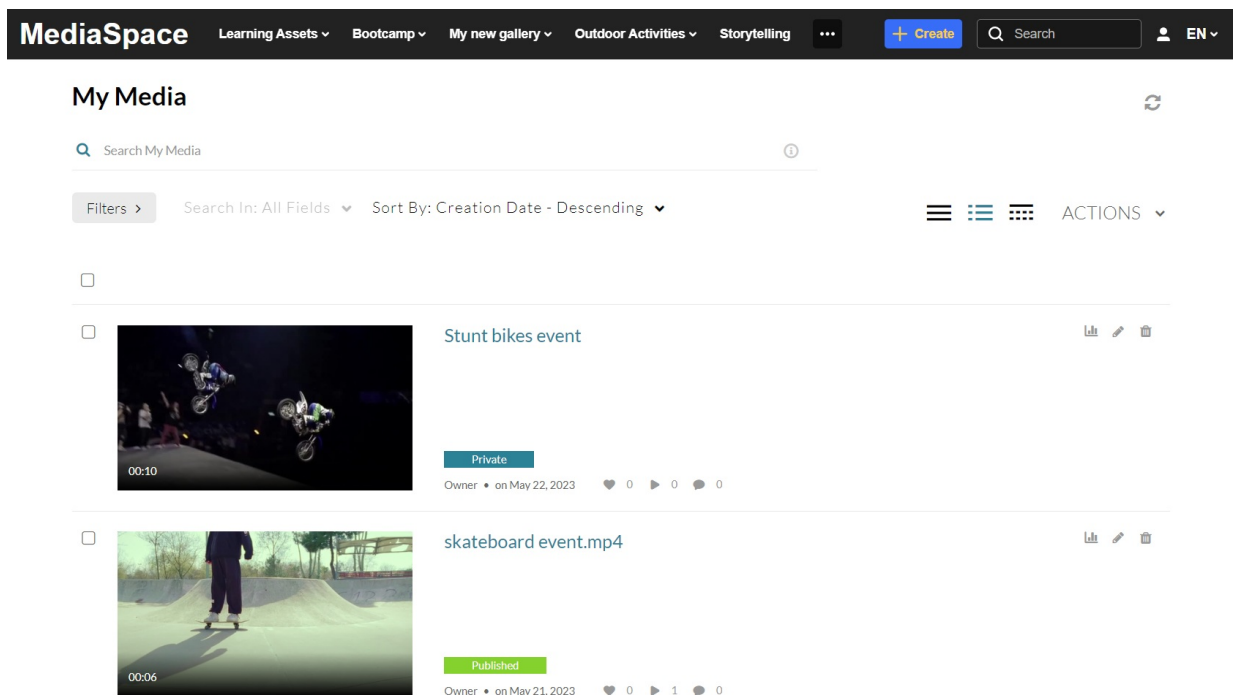 MediaSpace Learning Assets Bootcamp My new gallery Outdoor Activities Storytelling ••• + Create Search EN
My Media
Search My Media
Filters > Search In: All Fields Sort By: Creation Date - Descending ACTIONS
Stunt bikes event
00:10
Private
Owner • on May 22, 2023 0 0 0
skateboard event.mp4
00:06
Published
Owner • on May 21, 2023 0 1 0